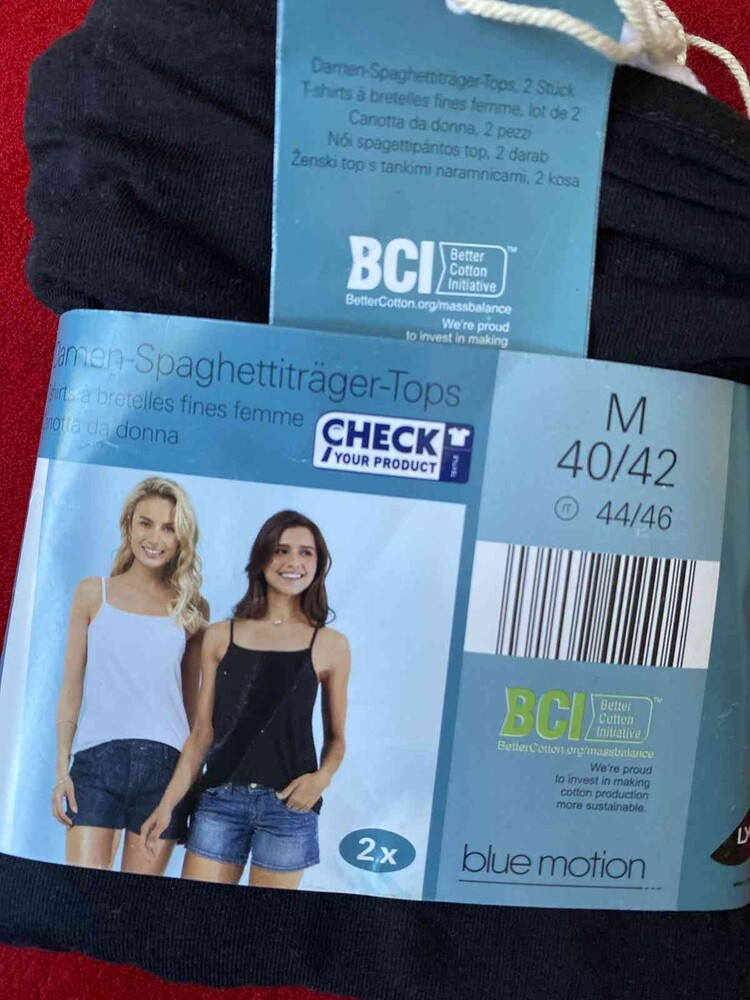 Damen-Spaghettiträger-Tops, 2 Stück
T-shirts à bretelles fines femme, lot de 2
Canotta da donna, 2 pezzi
Női spagettipántos top, 2 darab
Ženski top s tankimi naramnicami, 2 kosa
BCI Better
Cotton
Initiative
TM
BetterCotton.org/massbalance
We're proud
to invest in making
Damen-Spaghettiträger-Tops
shirts à bretelles fines femme
canotta da donna
CHECK
YOUR PRODUCT
M
40/42
IT 44/46
BCI Better
Cotton
Initiative
TM
BetterCotton.org/massbalance
We're proud
to invest in making
cotton production
more sustainable.
2x
blue motion